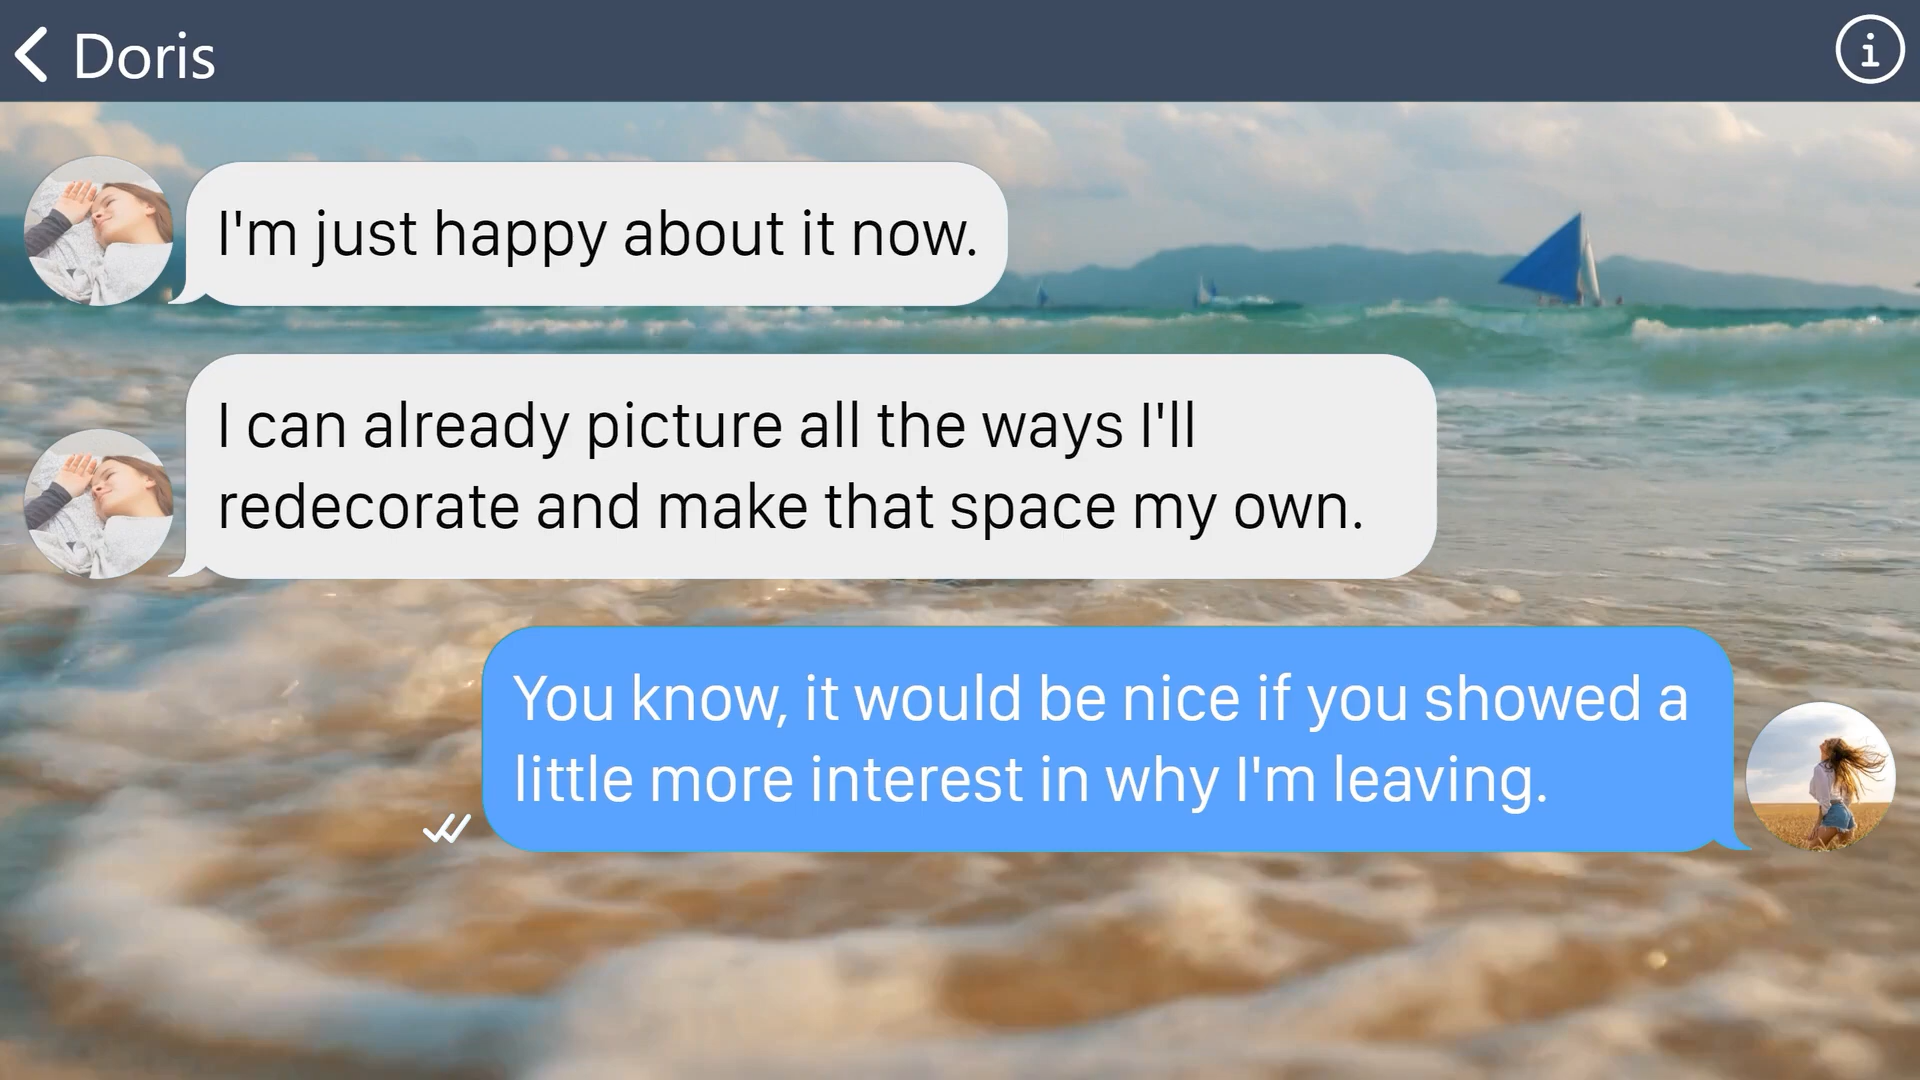 Doris
I'm just happy about it now.
I can already picture all the ways I'll
redecorate and make that space my own.
You know, it would be nice if you showed a
little more interest in why I'm leaving.